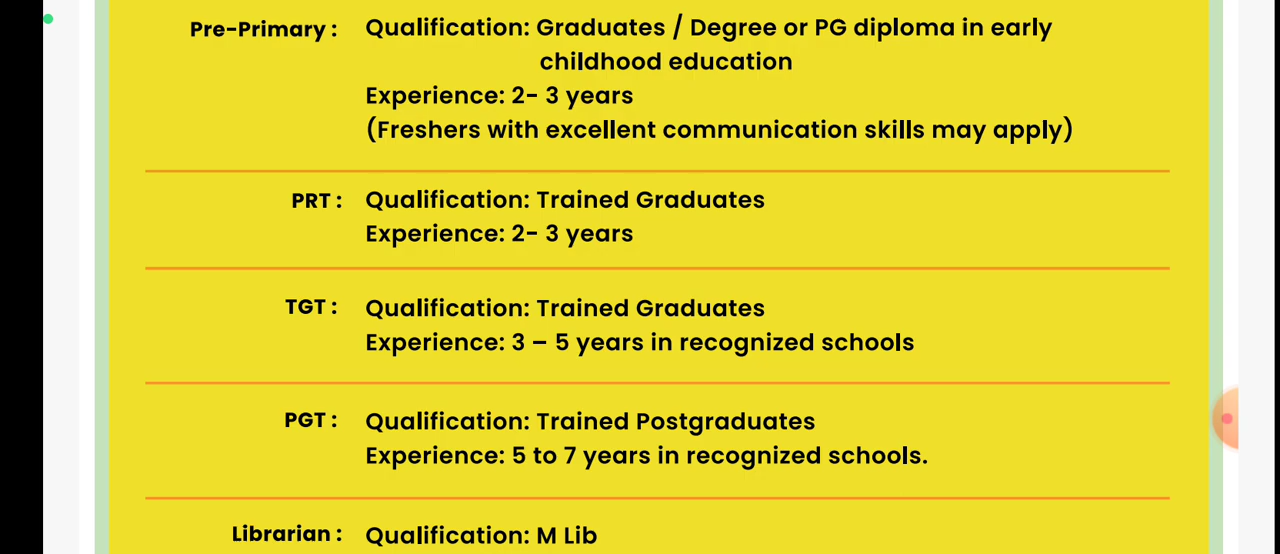 Pre-Primary : Qualification: Graduates / Degree or PG diploma in early
childhood education
Experience: 2- 3 years
(Freshers with excellent communication skills may apply)
PRT : Qualification: Trained Graduates
Experience: 2- 3 years
TGT : Qualification: Trained Graduates
Experience: 3 – 5 years in recognized schools
PGT : Qualification: Trained Postgraduates
Experience: 5 to 7 years in recognized schools.
Librarian : Qualification: M Lib